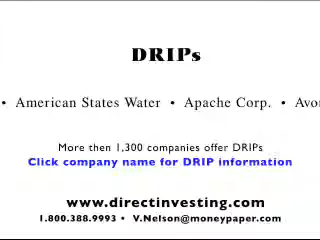 DRIPs
• American States Water • Apache Corp. •
More then 1,300 companies offer DRIPs
Click company name for DRIP information
www.directinvesting.com
1.800.388.9993 • V.Nelson@moneypaper.com